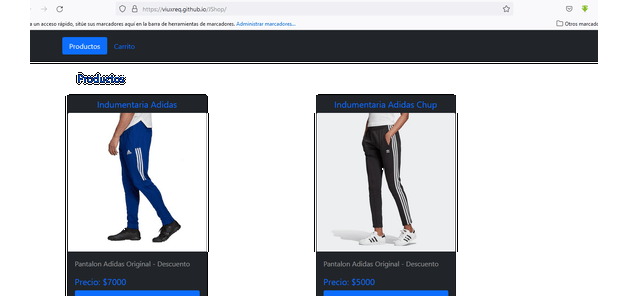 https://viuxreq.github.io/JShop/
a un acceso rápido, sitúe sus marcadores aquí en la barra de herramientas de marcadores. Administrar marcadores...
Otros marcado
Productos
Carrito
Productos
Indumentaria Adidas
Indumentaria Adidas Chup
Pantalon Adidas Original - Descuento
Pantalon Adidas Original - Descuento
Precio: $7000
Precio: $5000